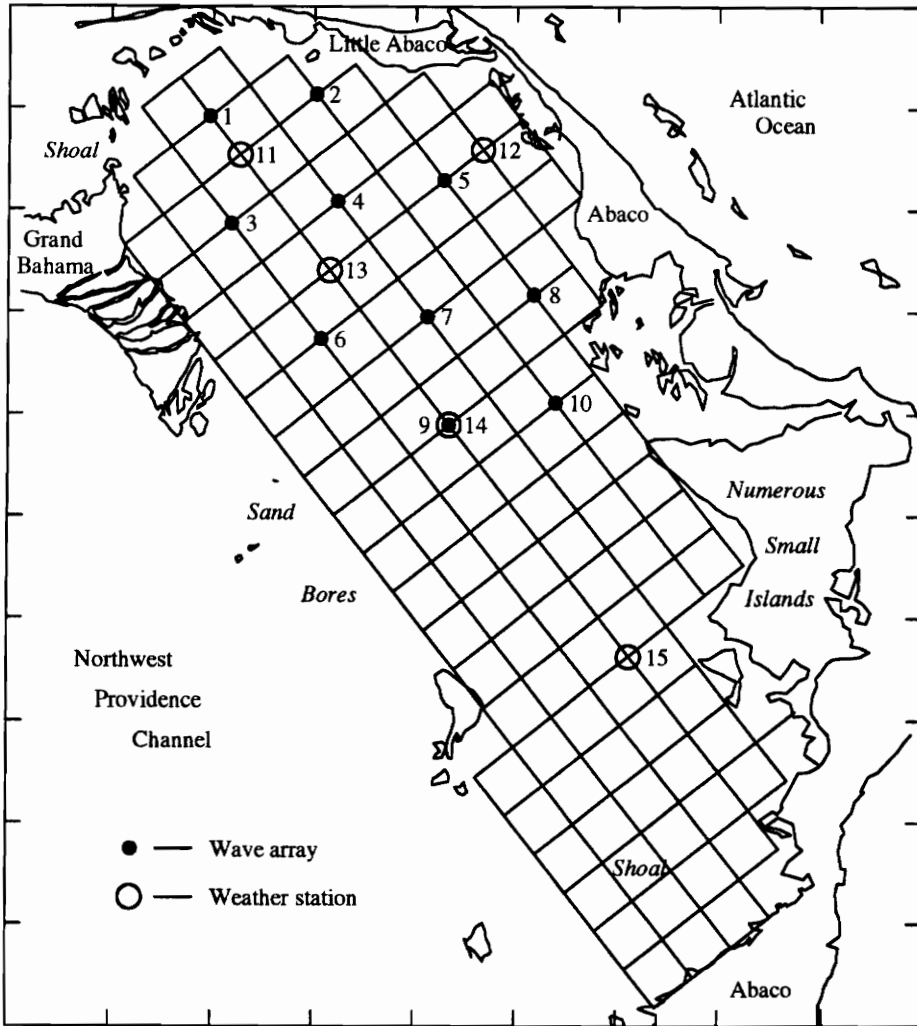 Little Abaco
Atlantic
Ocean
1
2
Shoal
11
12
5
4
Abaco
3
Grand
Bahama
13
8
7
6
10
9
14
Numerous
Sand
Small
Bores
Islands
15
Northwest
Providence
Channel
Wave array
Shoal
Weather station
Abaco